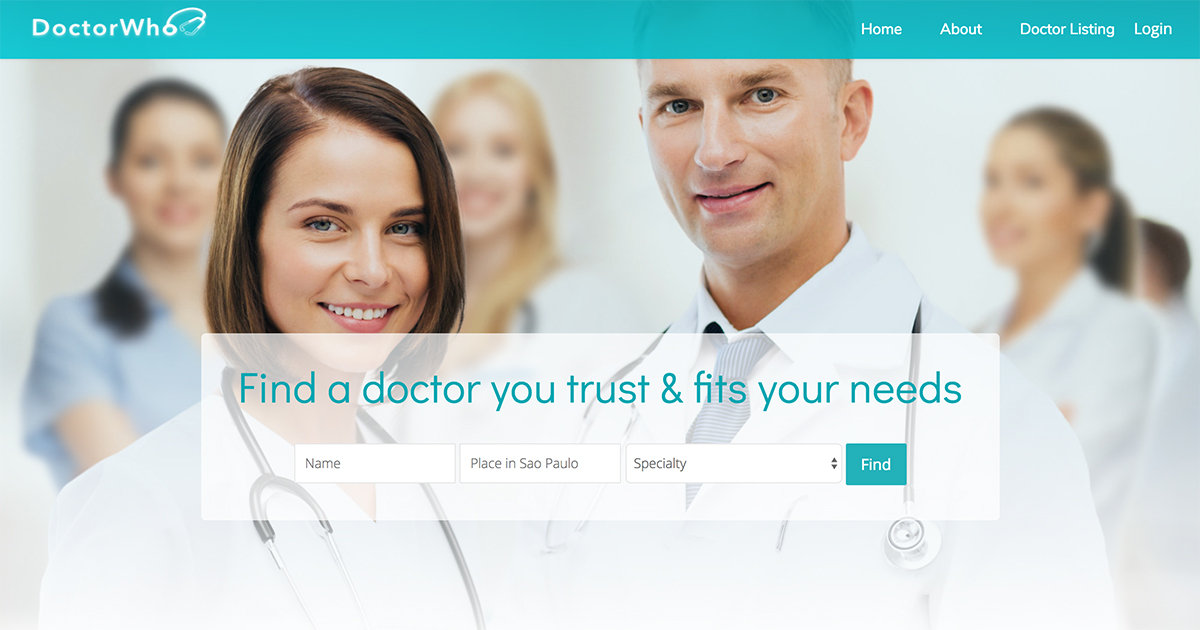 DoctorWho
Home About Doctor Listing Login
Find a doctor you trust & fits your needs
Name Place in Sao Paulo Specialty Find